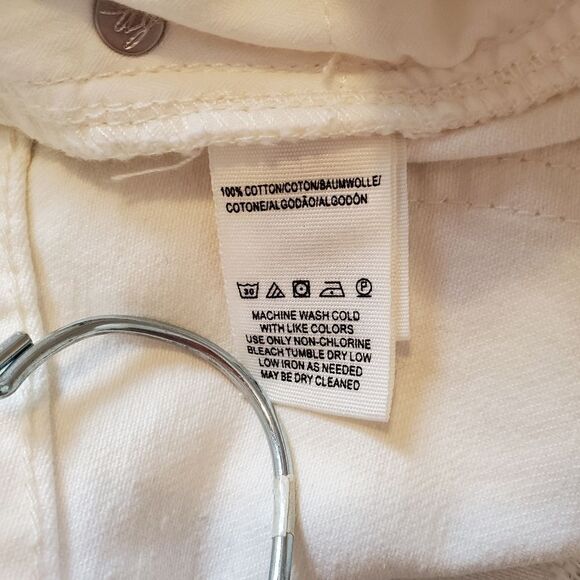 100% COTTON/COTON/BAUMWOLLE/
COTONE/ALGODÃO/ALGODÓN
30 P
MACHINE WASH COLD
WITH LIKE COLORS
USE ONLY NON-CHLORINE
BLEACH TUMBLE DRY LOW
LOW IRON AS NEEDED
MAY BE DRY CLEANED